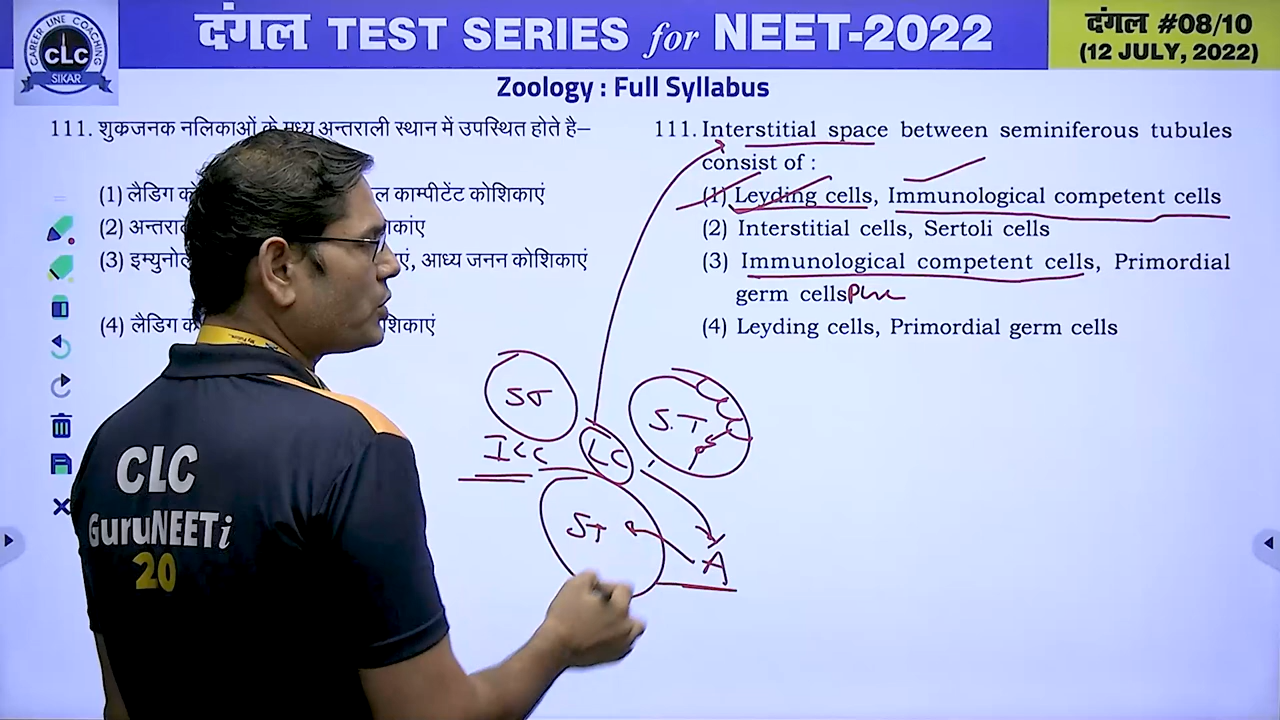 CAREER LINE COACHING
CLC
SIKAR
दंगल TEST SERIES for NEET-2022
दंगल #08/10
(12 JULY, 2022)
Zoology : Full Syllabus
111. शुक्रजनक नलिकाओं के मध्य अन्तराली स्थान में उपस्थित होते है–
(1) लैडिग को ल काम्पीटेंट कोशिकाएं
(2) अन्तरा
(3) इम्युनो एं, आध्य जनन कोशिकाएं
(4) लैडिग क शिकाएं
111. Interstitial space between seminiferous tubules
consist of :
(1) Leyding cells, Immunological competent cells
(2) Interstitial cells, Sertoli cells
(3) Immunological competent cells, Primordial
germ cells
(4) Leyding cells, Primordial germ cells
ST
S.T
ICC
LC
ST
A
CLC
GuruNEETi
20